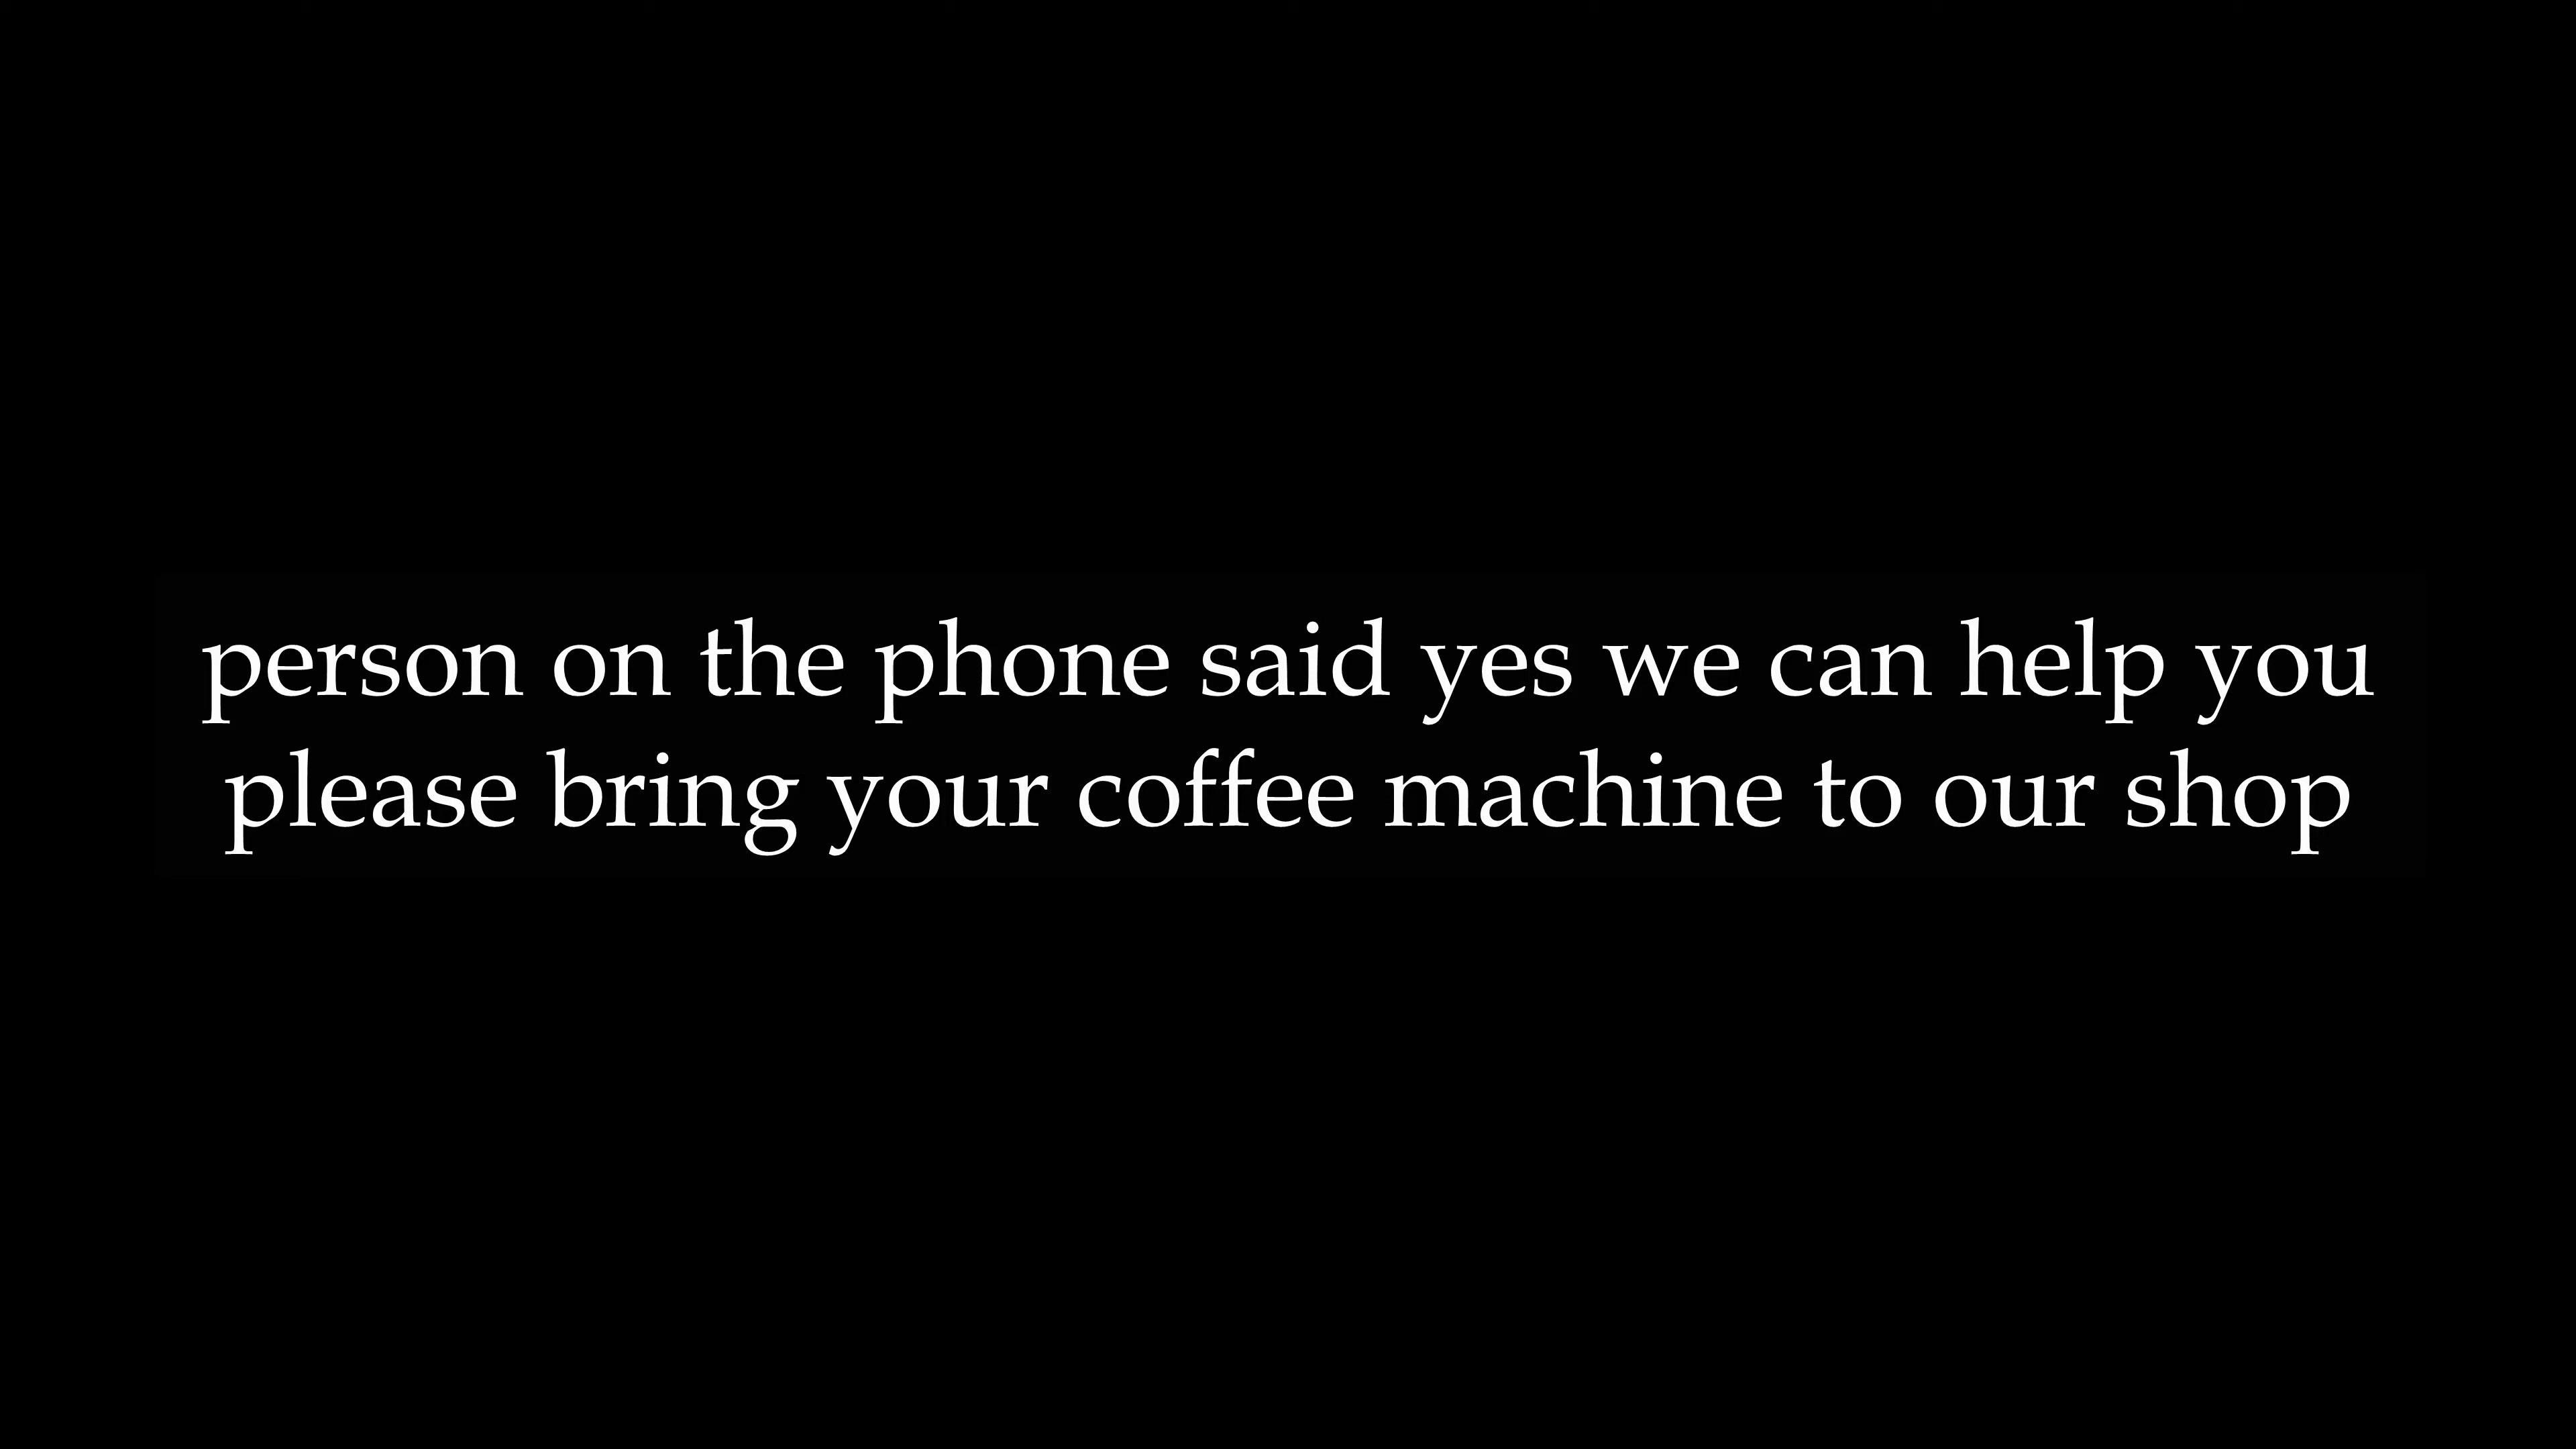 person on the phone said yes we can help you
please bring your coffee machine to our shop